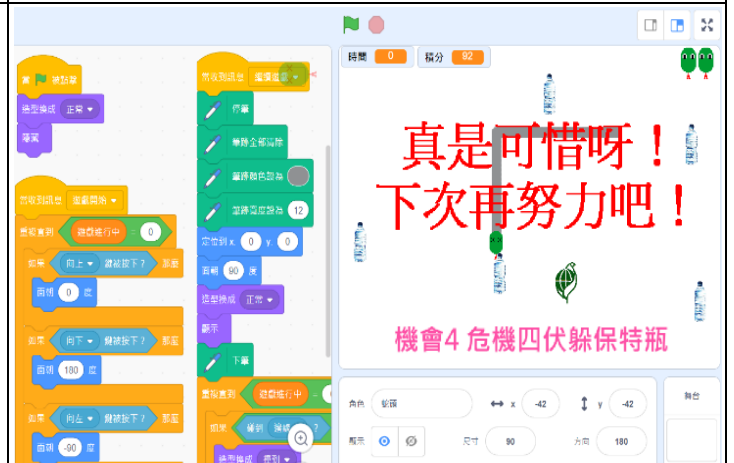 當 被點擊
造型換成 正常
隱藏
當收到訊息 遊戲開始
重複直到 遊戲進行中 = 0
如果 向上 鍵被按下？ 那麼
面朝 0 度
如果 向下 鍵被按下？ 那麼
面朝 180 度
如果 向左 鍵被按下？ 那麼
面朝 -90 度
當收到訊息 繼續遊戲
停筆
筆跡全部清除
筆跡顏色設為
筆跡寬度設為 12
定位到 x: 0 y: 0
面朝 90 度
造型換成 正常
顯示
下筆
重複直到 遊戲進行中 =
如果 碰到
造型換成
時間 0 積分 92
真是可惜呀！
下次再努力吧！
機會4 危機四伏躲保特瓶
角色 蛇頭 x -42 y -42
顯示 尺寸 90 方向 180
舞台